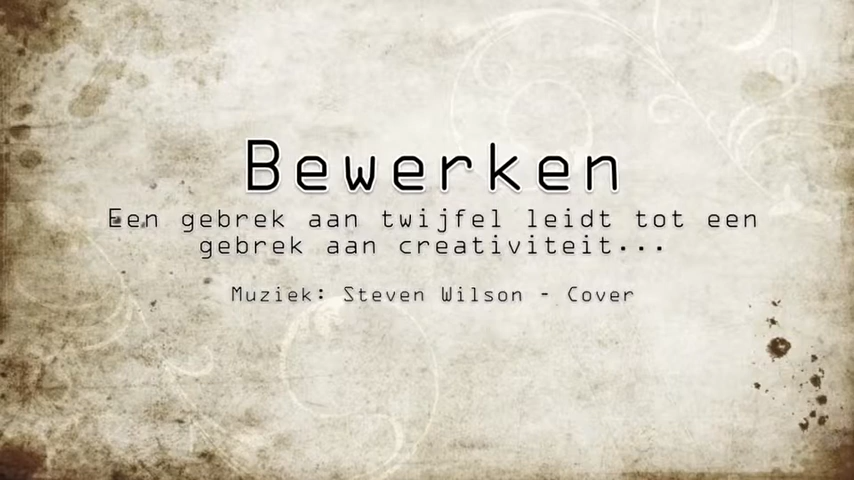 Bewerken
Een gebrek aan twijfel leidt tot een
gebrek aan creativiteit...
Muziek: Steven Wilson - Cover